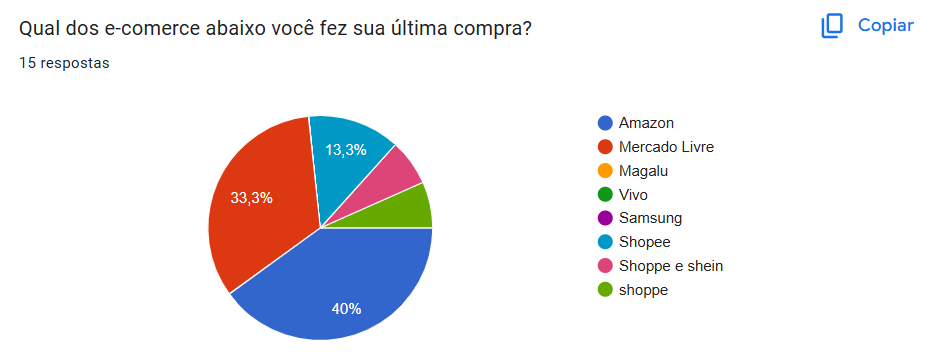 Qual dos e-comerce abaixo você fez sua última compra?
Copiar
15 respostas
13,3%
33,3%
40%
Amazon
Mercado Livre
Magalu
Vivo
Samsung
Shopee
Shoppe e shein
shoppe